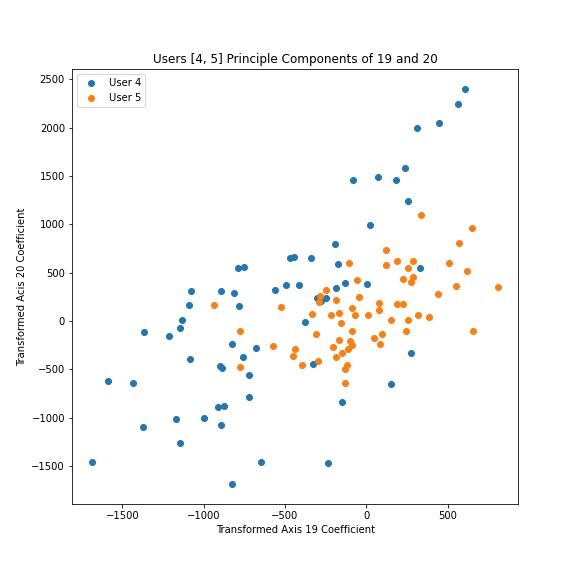 Users [4, 5] Principle Components of 19 and 20
User 4
User 5
Transformed Acis 20 Coefficient
2500
2000
1500
1000
500
0
−500
−1000
−1500
−1500
−1000
−500
0
500
Transformed Axis 19 Coefficient